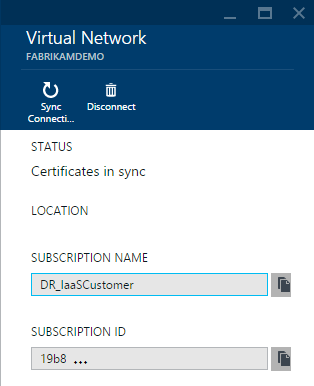 Virtual Network
FABRIKAMDEMO
Sync Connecti... Disconnect
STATUS
Certificates in sync
LOCATION
SUBSCRIPTION NAME
DR_IaaSCustomer
SUBSCRIPTION ID
19b8 ...